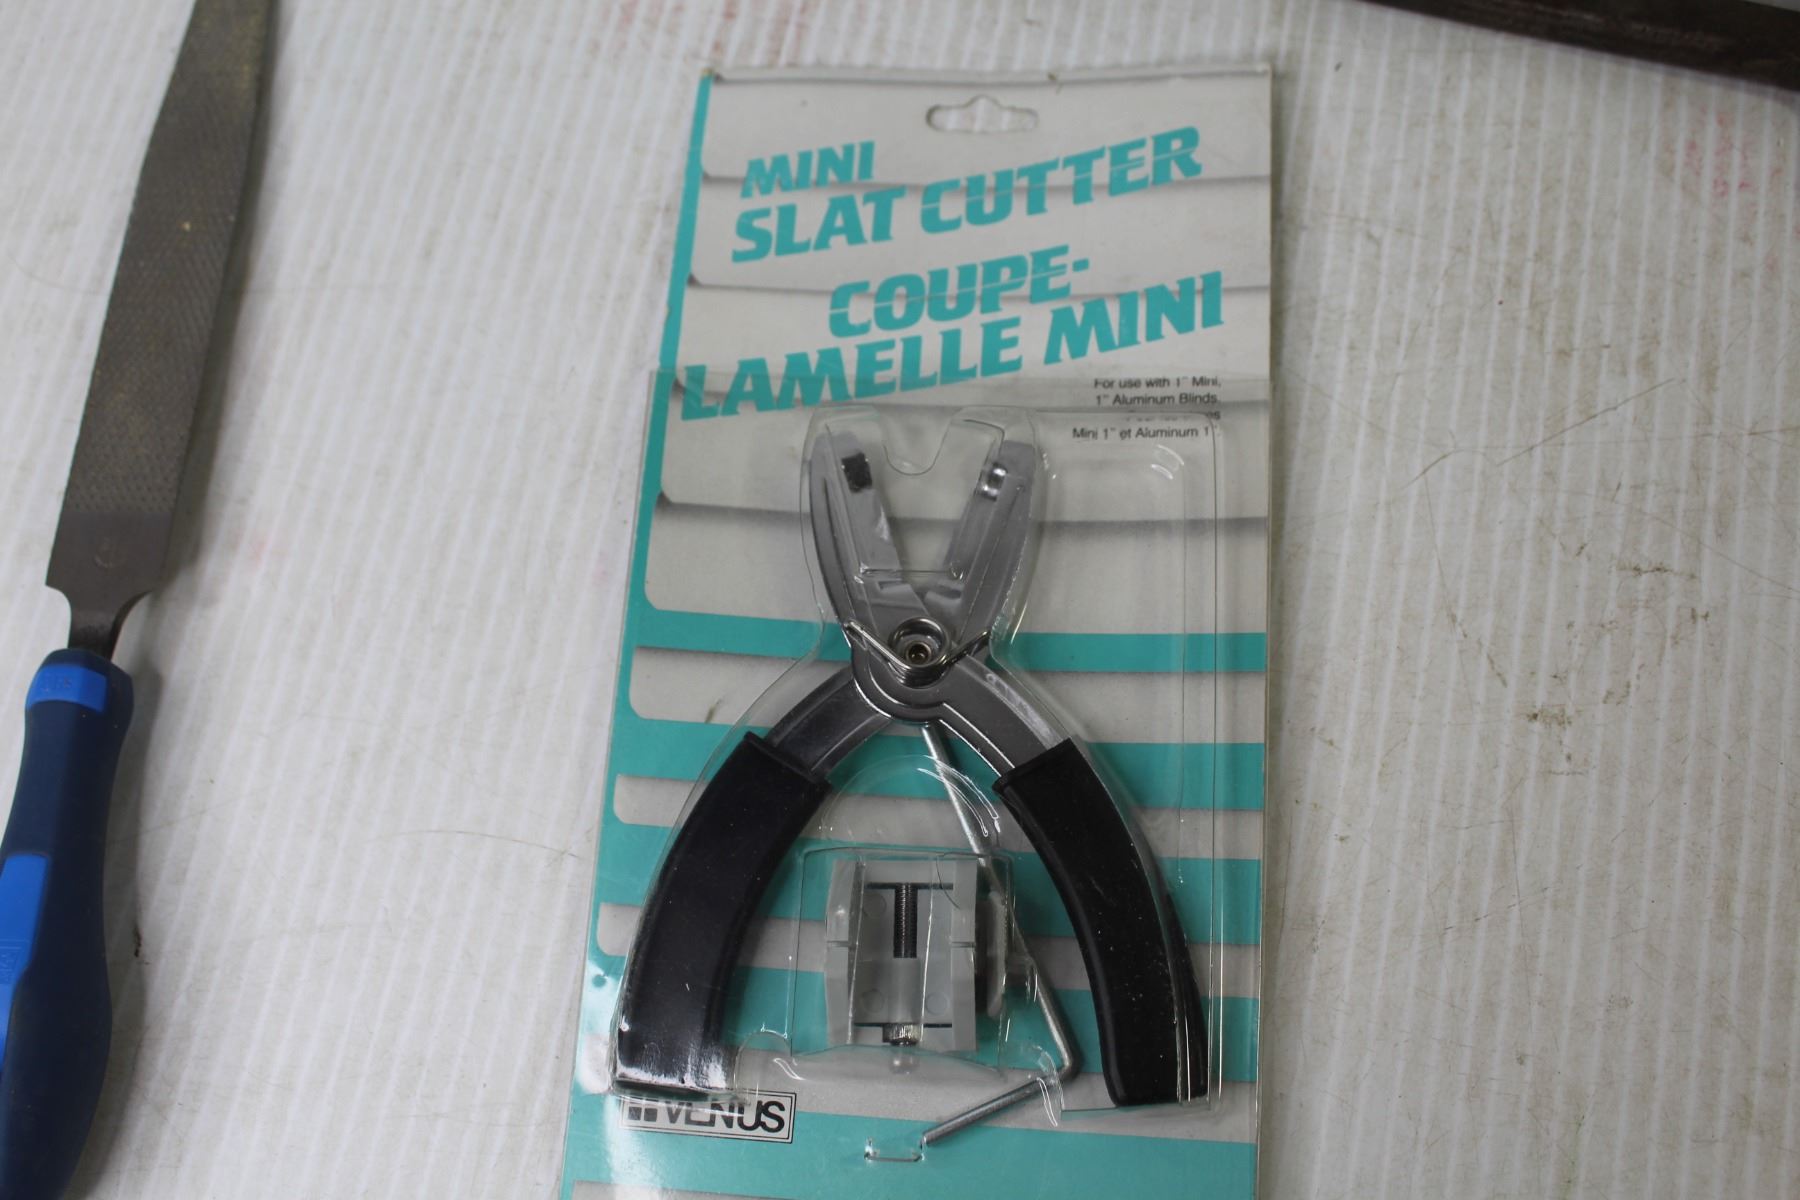 MINI
SLAT CUTTER
COUPE-
LAMELLE MINI
For use with 1" Mini,
1" Aluminum Blinds.
Mini 1" et Aluminum 1".
VENUS